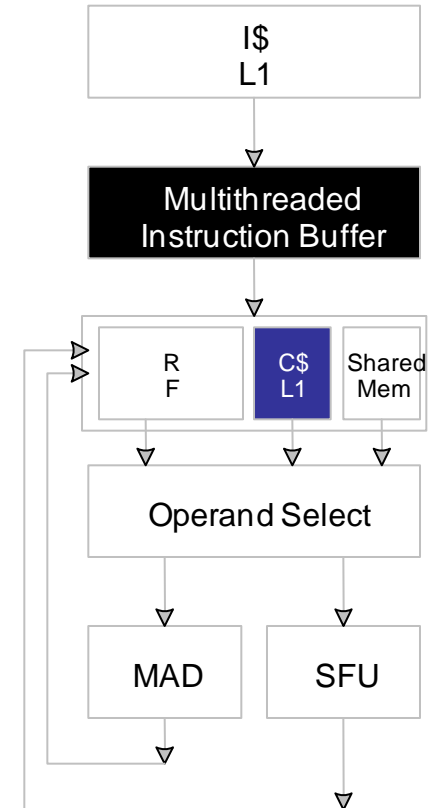 I$
L1
Multithreaded
Instruction Buffer
R
F
C$
L1
Shared
Mem
Operand Select
MAD
SFU